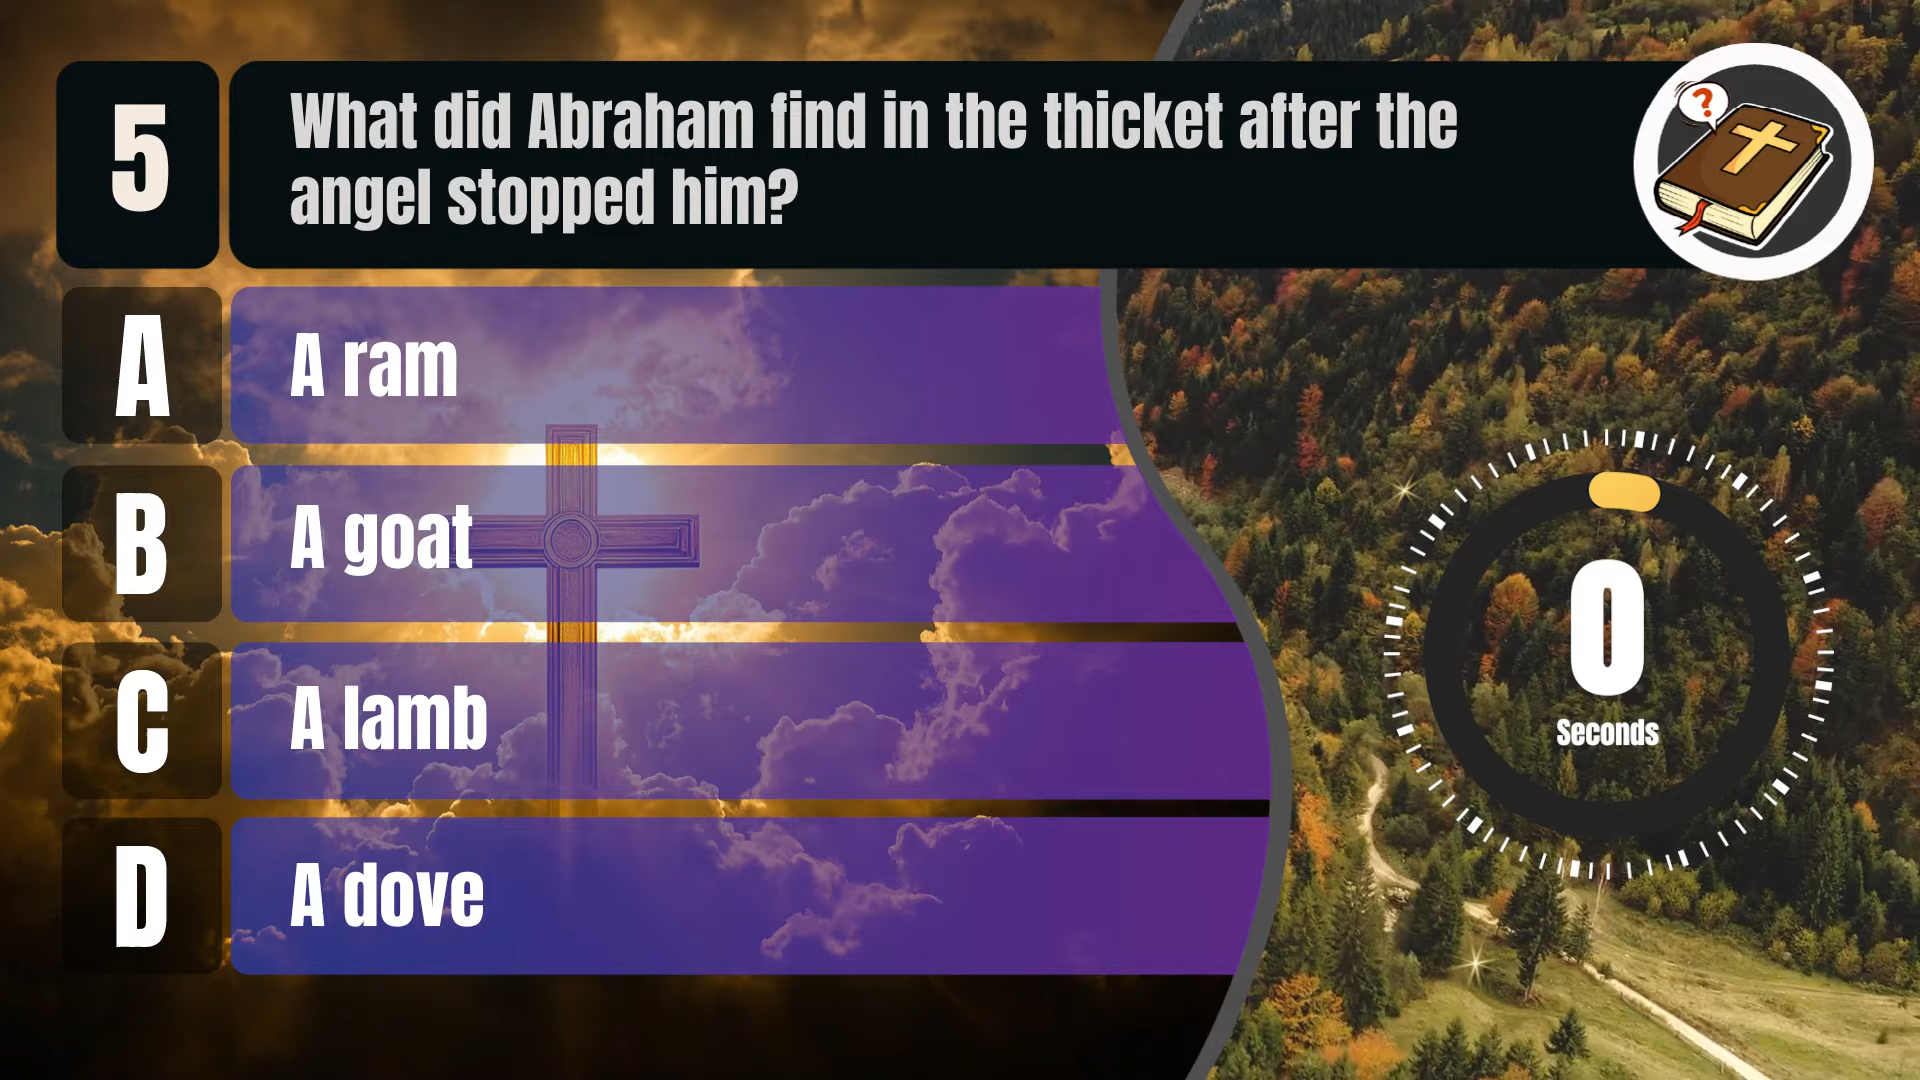 5
What did Abraham find in the thicket after the
angel stopped him?
?
A
A ram
B
A goat
C
A lamb
D
A dove
0
Seconds